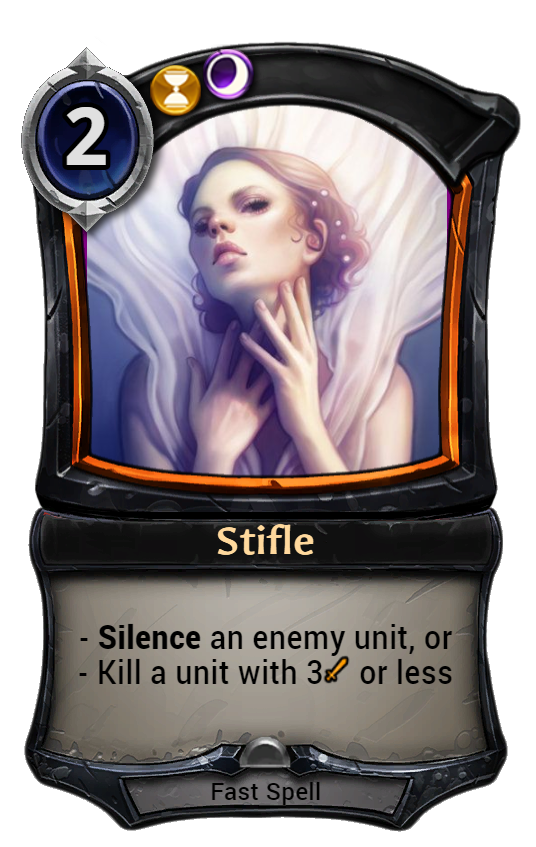 2
Stifle
- Silence an enemy unit, or
- Kill a unit with 3 or less
Fast Spell